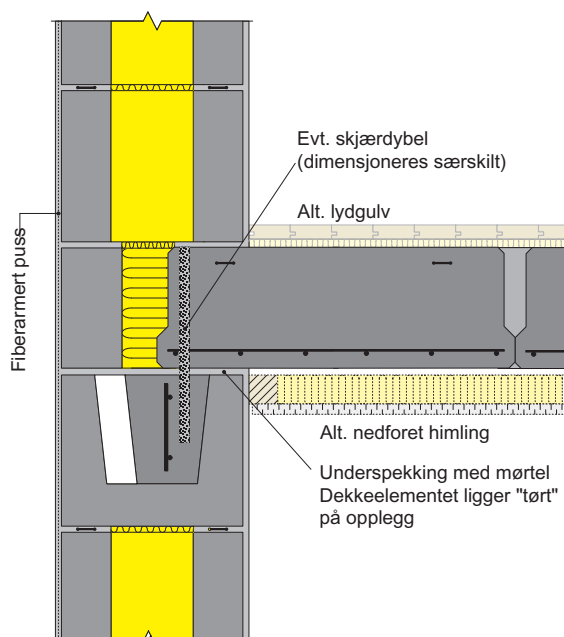 Evt. skjærdybel
(dimensjoneres særskilt)
Alt. lydgulv
Fiberarmert puss
Alt. nedforet himling
Underspekking med mørtel
Dekkeelementet ligger "tørt"
på opplegg